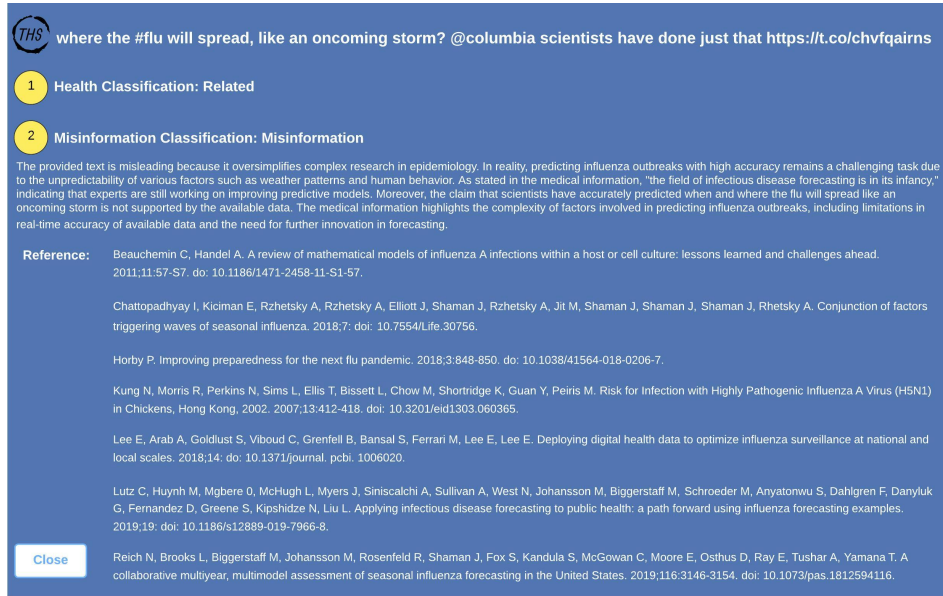 THS where the #flu will spread, like an oncoming storm? @columbia scientists have done just that https://t.co/chvfqairns
1 Health Classification: Related
2 Misinformation Classification: Misinformation
The provided text is misleading because it oversimplifies complex research in epidemiology. In reality, predicting influenza outbreaks with high accuracy remains a challenging task due
to the unpredictability of various factors such as weather patterns and human behavior. As stated in the medical information, "the field of infectious disease forecasting is in its infancy,"
indicating that experts are still working on improving predictive models. Moreover, the claim that scientists have accurately predicted when and where the flu will spread like an
oncoming storm is not supported by the available data. The medical information highlights the complexity of factors involved in predicting influenza outbreaks, including limitations in
real-time accuracy of available data and the need for further innovation in forecasting.
Reference: Beauchemin C, Handel A. A review of mathematical models of influenza A infections within a host or cell culture: lessons learned and challenges ahead.
2011;11:57-S7. do: 10.1186/1471-2458-11-S1-57.
Chattopadhyay I, Kiciman E, Rzhetsky A, Rzhetsky A, Elliott J, Shaman J, Rzhetsky A, Jit M, Shaman J, Shaman J, Shaman J, Rhetsky A. Conjunction of factors
triggering waves of seasonal influenza. 2018;7: doi: 10.7554/Life.30756.
Horby P. Improving preparedness for the next flu pandemic. 2018;3:848-850. do: 10.1038/41564-018-0206-7.
Kung N, Morris R, Perkins N, Sims L, Ellis T, Bissett L, Chow M, Shortridge K, Guan Y, Peiris M. Risk for Infection with Highly Pathogenic Influenza A Virus (H5N1)
in Chickens, Hong Kong, 2002. 2007;13:412-418. doi: 10.3201/eid1303.060365.
Lee E, Arab A, Goldlust S, Viboud C, Grenfell B, Bansal S, Ferrari M, Lee E, Lee E. Deploying digital health data to optimize influenza surveillance at national and
local scales. 2018;14: do: 10.1371/journal. pcbi. 1006020.
Lutz C, Huynh M, Mgbere 0, McHugh L, Myers J, Siniscalchi A, Sullivan A, West N, Johansson M, Biggerstaff M, Schroeder M, Anyatonwu S, Dahlgren F, Danyluk
G, Fernandez D, Greene S, Kipshidze N, Liu L. Applying infectious disease forecasting to public health: a path forward using influenza forecasting examples.
2019;19: doi: 10.1186/s12889-019-7966-8.
Reich N, Brooks L, Biggerstaff M, Johansson M, Rosenfeld R, Shaman J, Fox S, Kandula S, McGowan C, Moore E, Osthus D, Ray E, Tushar A, Yamana T. A
collaborative multiyear, multimodel assessment of seasonal influenza forecasting in the United States. 2019;116:3146-3154. doi: 10.1073/pas.1812594116.
Close